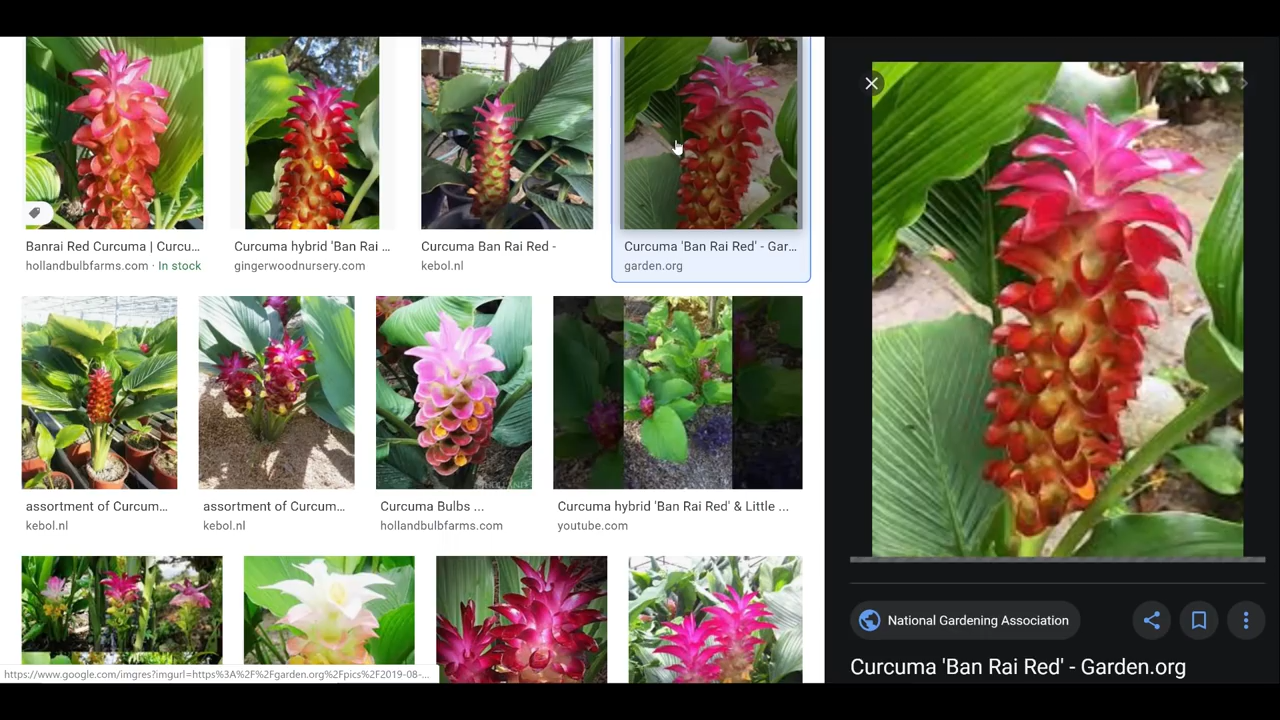 Banrai Red Curcuma | Curcu...
hollandbulbfarms.com · In stock
Curcuma hybrid 'Ban Rai ...
gingerwoodnursery.com
Curcuma Ban Rai Red -
kebol.nl
Curcuma 'Ban Rai Red' - Gar...
garden.org
assortment of Curcum...
kebol.nl
assortment of Curcum...
kebol.nl
Curcuma Bulbs ...
hollandbulbfarms.com
Curcuma hybrid 'Ban Rai Red' & Little ...
youtube.com
https://www.google.com/imgres?imgurl=https%3A%2F%2Fgarden.org%2Fpics%2F2019-08-...
National Gardening Association
Curcuma 'Ban Rai Red' - Garden.org